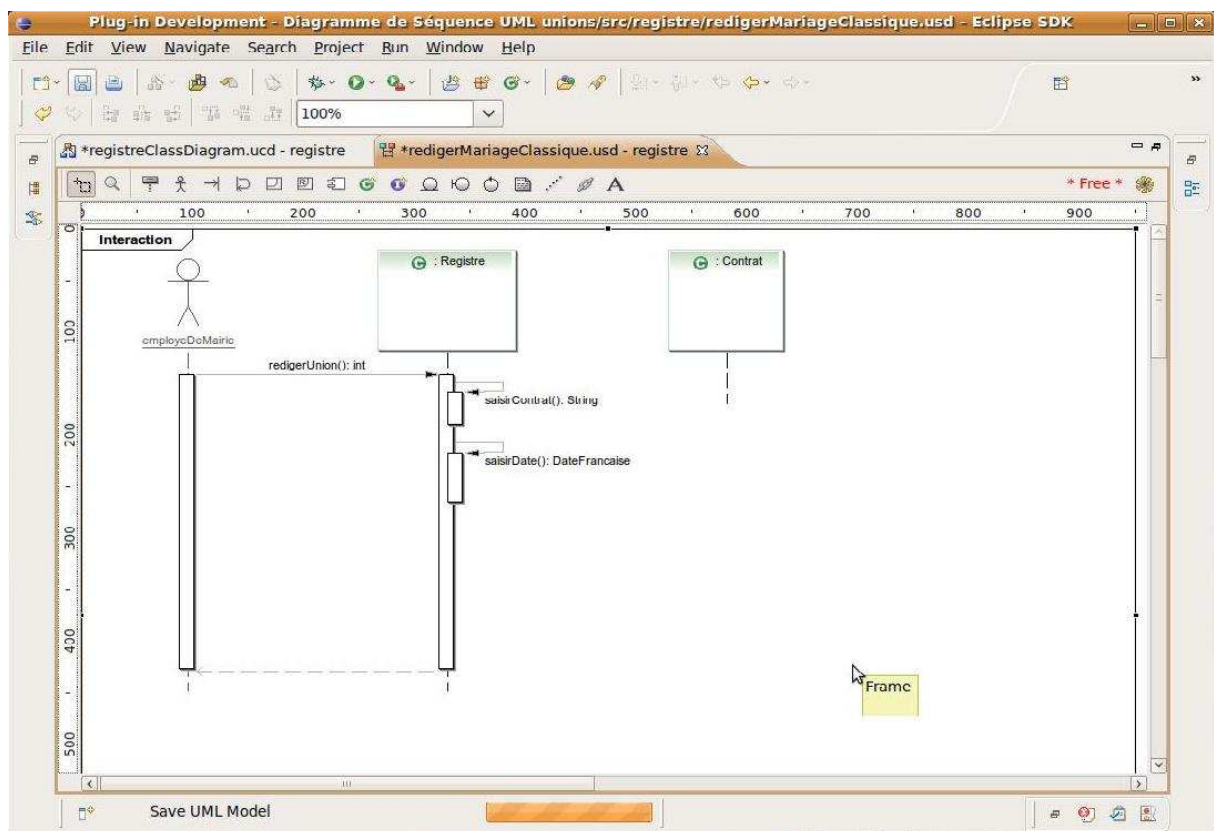 Plug-in Development - Diagramme de Séquence UML unions/src/registre/redigerMariageClassique.usd - Eclipse SDK
File Edit View Navigate Search Project Run Window Help
100%
*registreClassDiagram.ucd - registre
*redigerMariageClassique.usd - registre
* Free *
0 100 200 300 400 500 600 700 800 900
Interaction
: Registre
: Contrat
employeDeMairie
redigerUnion(): int
saisirContrat(): String
saisirDate(): DateFrancaise
Frame
0
100
200
300
400
500
Save UML Model